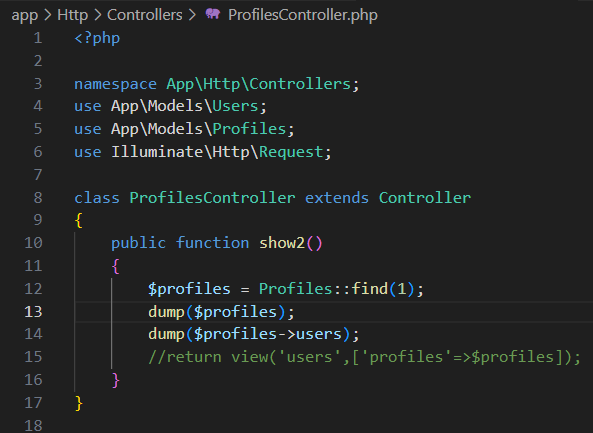 app > Http > Controllers > ProfilesController.php
1 <?php
2
3 namespace App\Http\Controllers;
4 use App\Models\Users;
5 use App\Models\Profiles;
6 use Illuminate\Http\Request;
7
8 class ProfilesController extends Controller
9 {
10     public function show2()
11     {
12         $profiles = Profiles::find(1);
13         dump($profiles);
14         dump($profiles->users);
15         //return view('users',['profiles'=>$profiles]);
16     }
17 }
18